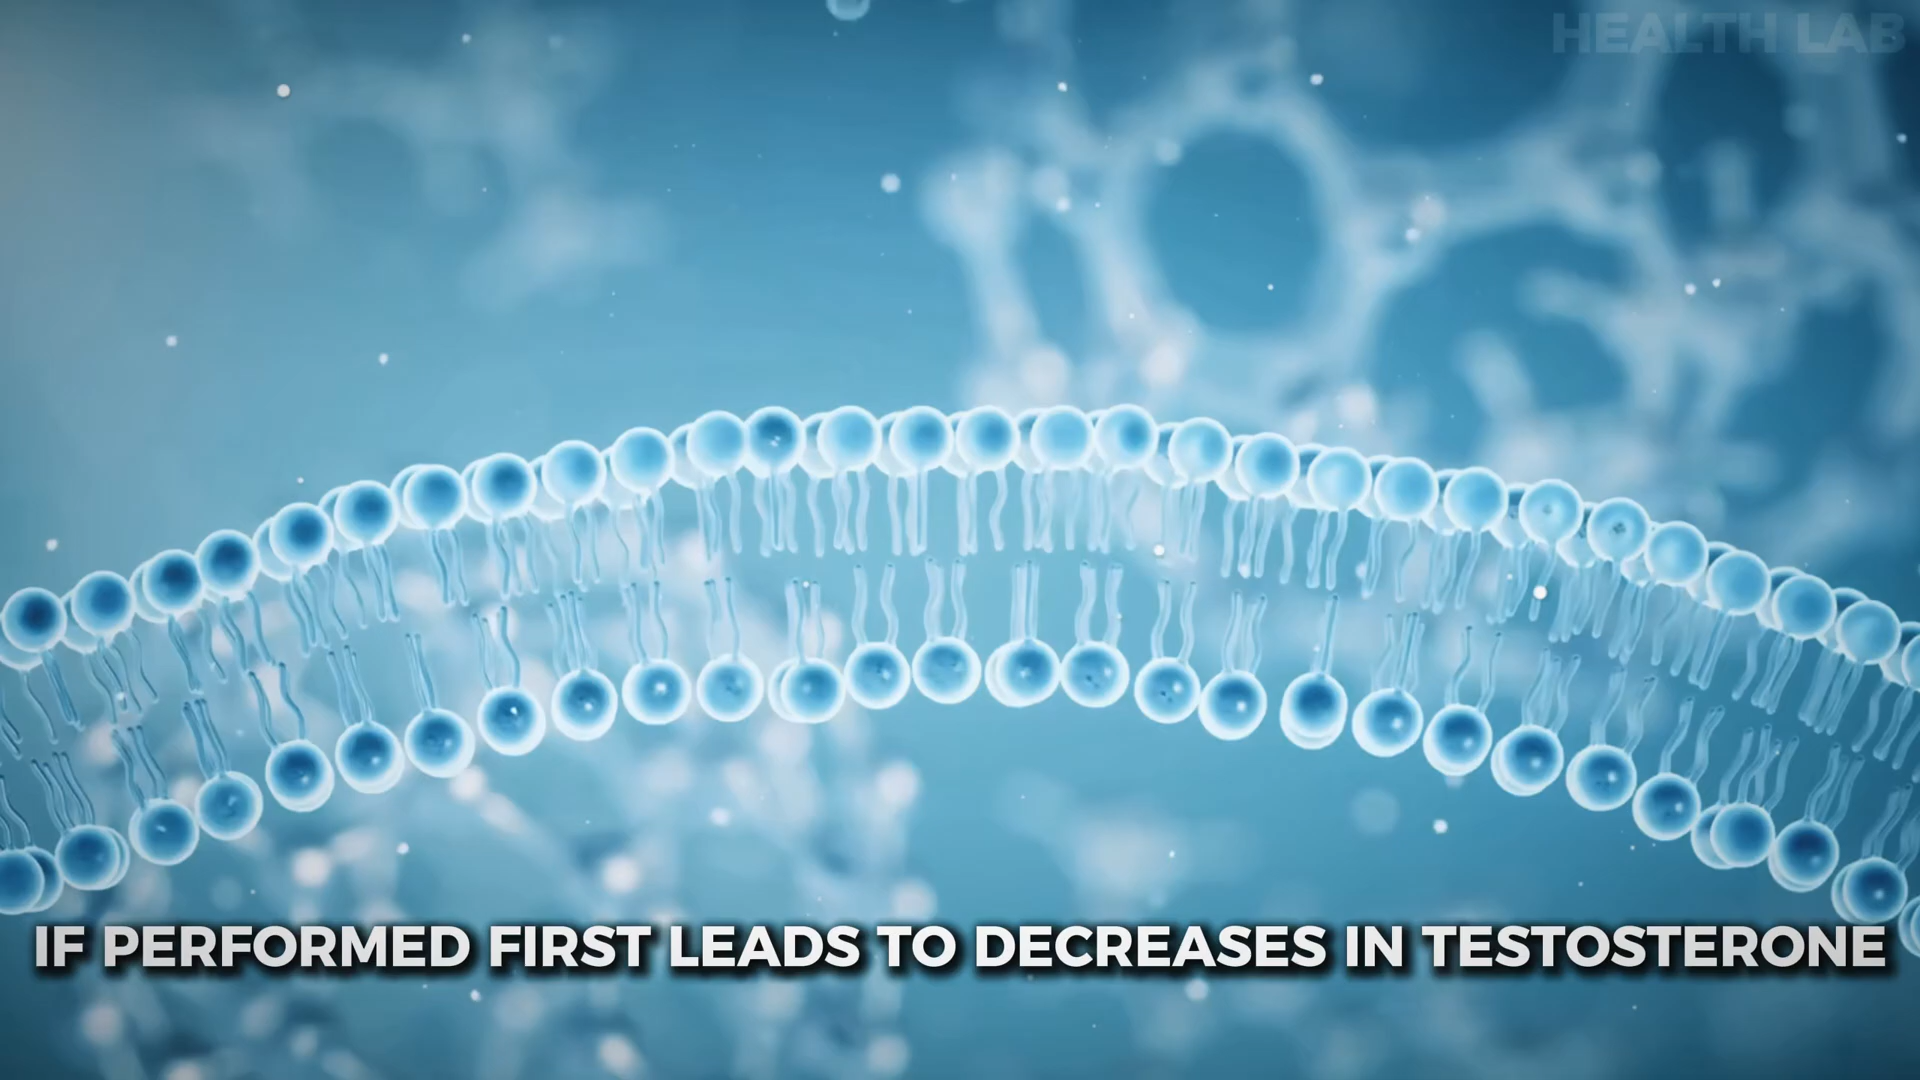 HEALTH LAB
IF PERFORMED FIRST LEADS TO DECREASES IN TESTOSTERONE